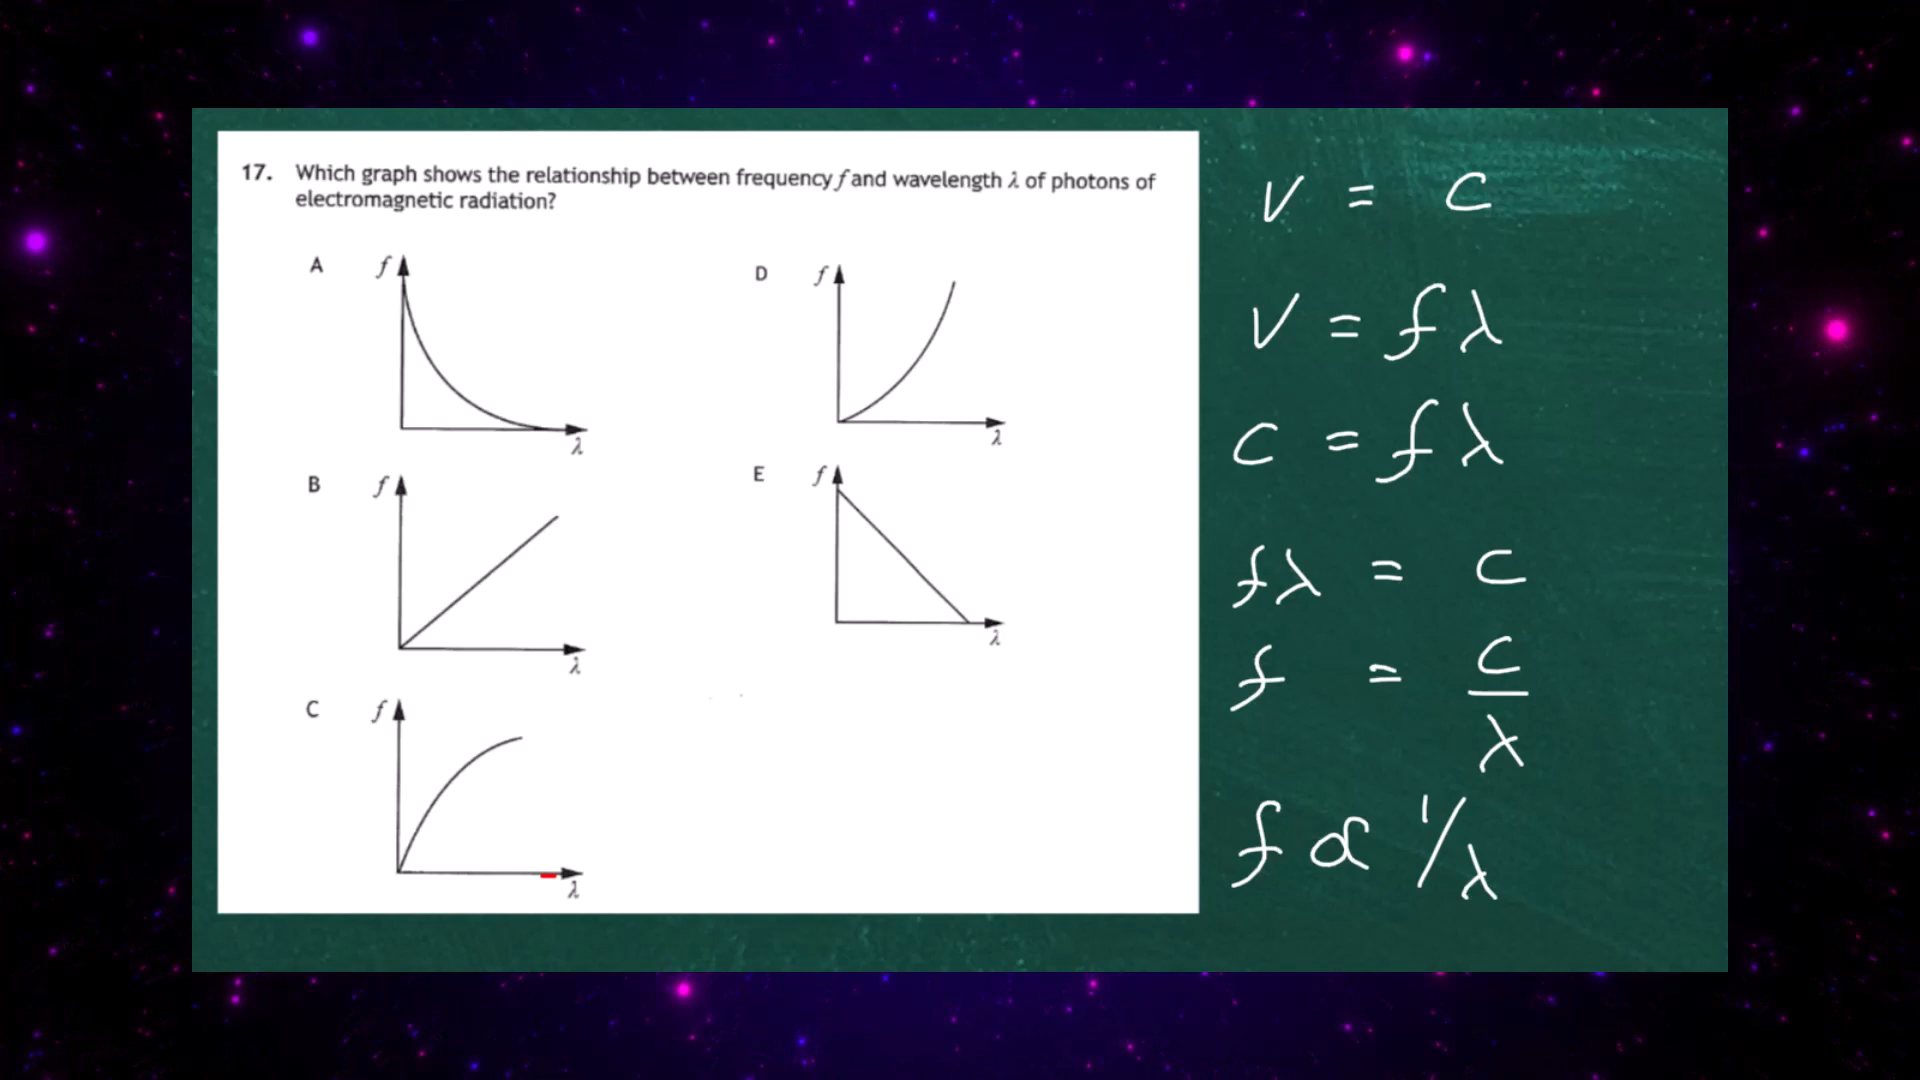 17. Which graph shows the relationship between frequency f and wavelength λ of photons of
electromagnetic radiation?
A f λ
B f λ
C f λ
D f λ
E f λ
v = c
v = fλ
c = fλ
fλ = c
f = c/λ
f ∝ 1/λ